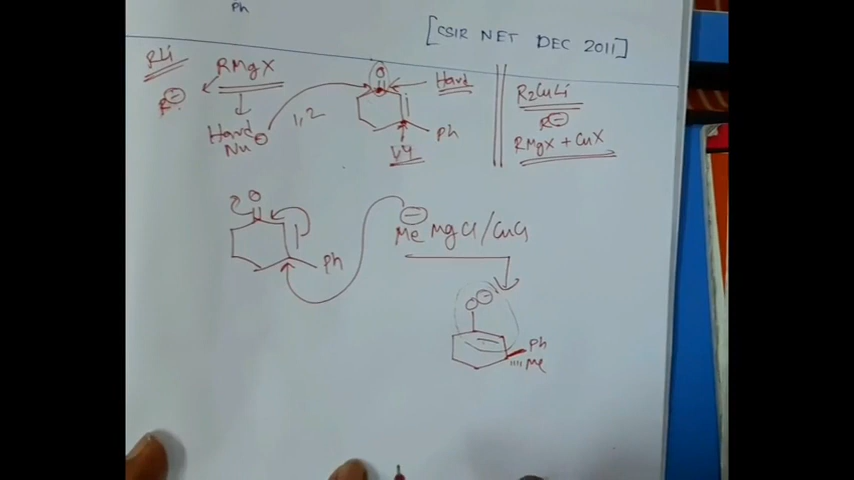 Ph
[CSIR NET DEC 2011]
RLi
RMgX
R⊖
Hard
Nu⊖
1,2
O
Hard
Ph
R2CuLi
R⊖
RMgX + CuX
O
Ph
⊖
Me MgCl/CuCl
O⊖
Ph
Me